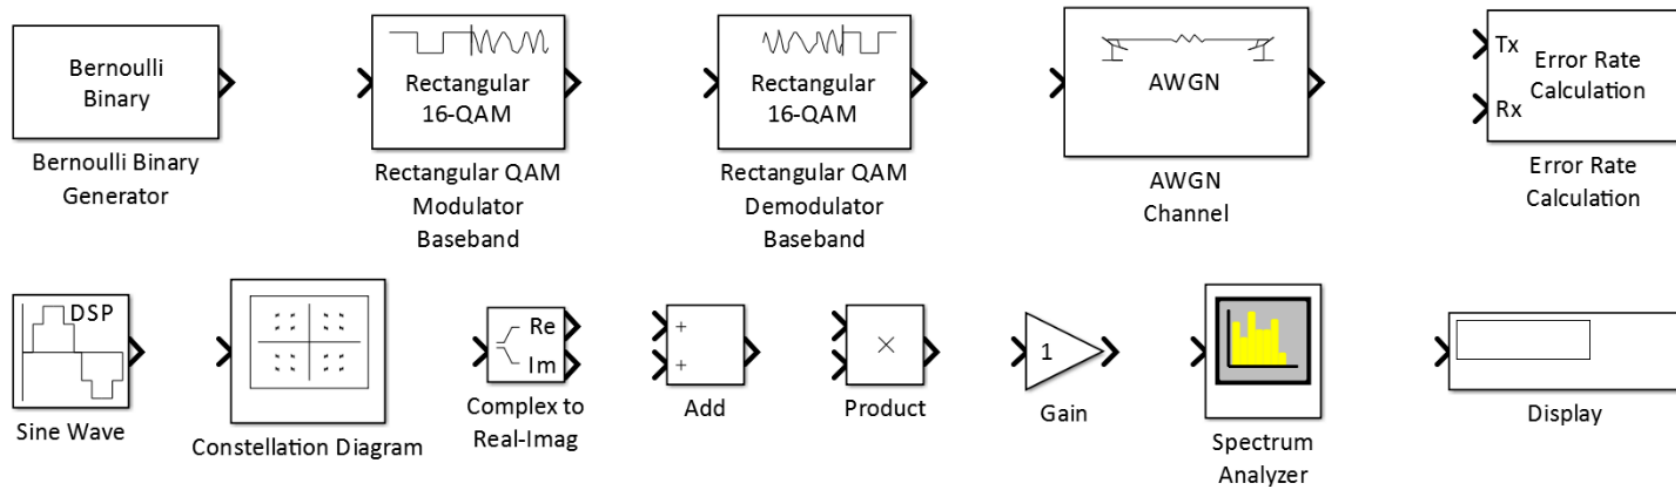 Bernoulli
Binary
Bernoulli Binary
Generator
Rectangular
16-QAM
Rectangular QAM
Modulator
Baseband
Rectangular
16-QAM
Rectangular QAM
Demodulator
Baseband
AWGN
AWGN
Channel
Tx
Rx
Error Rate
Calculation
Error Rate
Calculation
DSP
Sine Wave
Constellation Diagram
Re
Im
Complex to
Real-Imag
+
+
Add
×
Product
1
Gain
Spectrum
Analyzer
Display